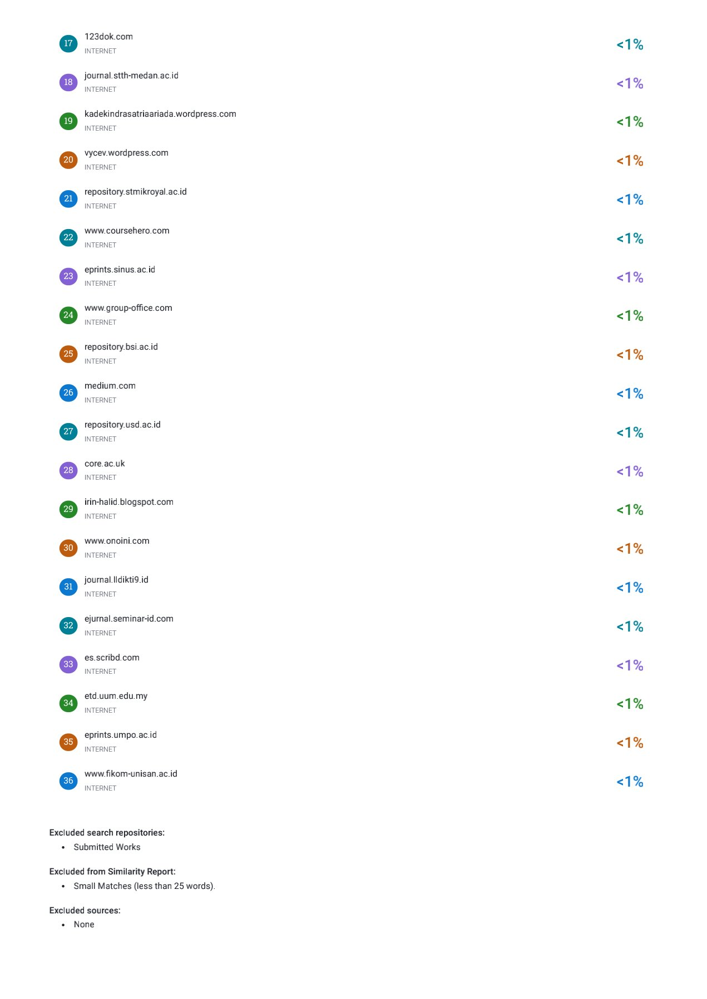 17 123dok.com <1%
INTERNET
18 journal.stth-medan.ac.id <1%
INTERNET
19 kadekindrasatriaariada.wordpress.com <1%
INTERNET
20 vycev.wordpress.com <1%
INTERNET
21 repository.stmikroyal.ac.id <1%
INTERNET
22 www.coursehero.com <1%
INTERNET
23 eprints.sinus.ac.id <1%
INTERNET
24 www.group-office.com <1%
INTERNET
25 repository.bsi.ac.id <1%
INTERNET
26 medium.com <1%
INTERNET
27 repository.usd.ac.id <1%
INTERNET
28 core.ac.uk <1%
INTERNET
29 irin-halid.blogspot.com <1%
INTERNET
30 www.onoini.com <1%
INTERNET
31 journal.lldikti9.id <1%
INTERNET
32 ejurnal.seminar-id.com <1%
INTERNET
33 es.scribd.com <1%
INTERNET
34 etd.uum.edu.my <1%
INTERNET
35 eprints.umpo.ac.id <1%
INTERNET
36 www.fikom-unisan.ac.id <1%
INTERNET
Excluded search repositories:
• Submitted Works
Excluded from Similarity Report:
• Small Matches (less than 25 words).
Excluded sources:
• None